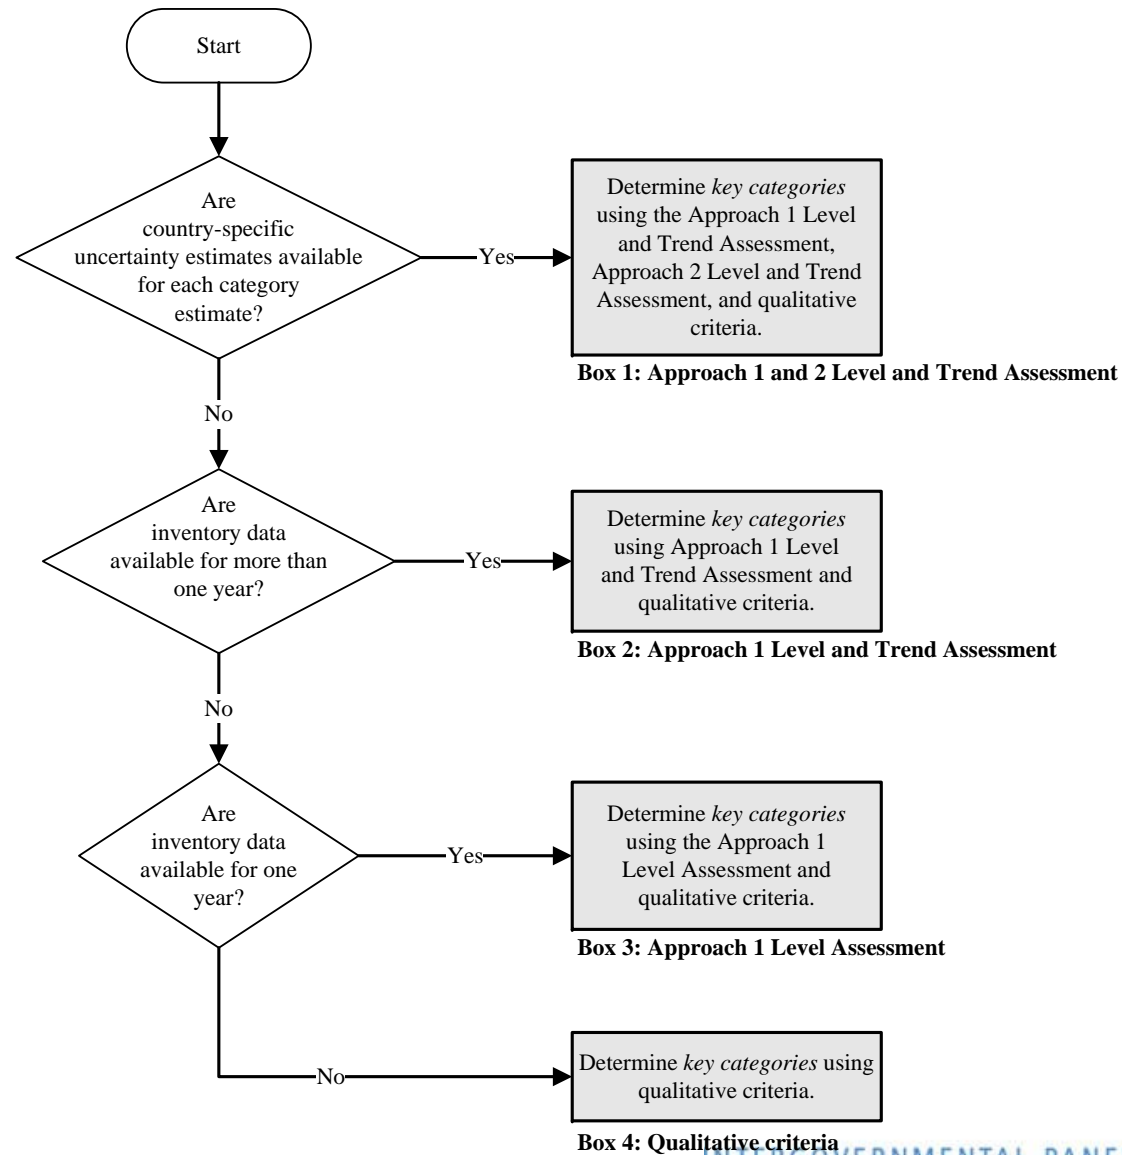 Start
Are
country-specific
uncertainty estimates available
for each category
estimate?
Yes
Determine key categories
using the Approach 1 Level
and Trend Assessment,
Approach 2 Level and Trend
Assessment, and qualitative
criteria.
Box 1: Approach 1 and 2 Level and Trend Assessment
No
Are
inventory data
available for more than
one year?
Yes
Determine key categories
using Approach 1 Level
and Trend Assessment and
qualitative criteria.
Box 2: Approach 1 Level and Trend Assessment
No
Are
inventory data
available for one
year?
Yes
Determine key categories
using the Approach 1
Level Assessment and
qualitative criteria.
Box 3: Approach 1 Level Assessment
No
Determine key categories using
qualitative criteria.
Box 4: Qualitative criteria